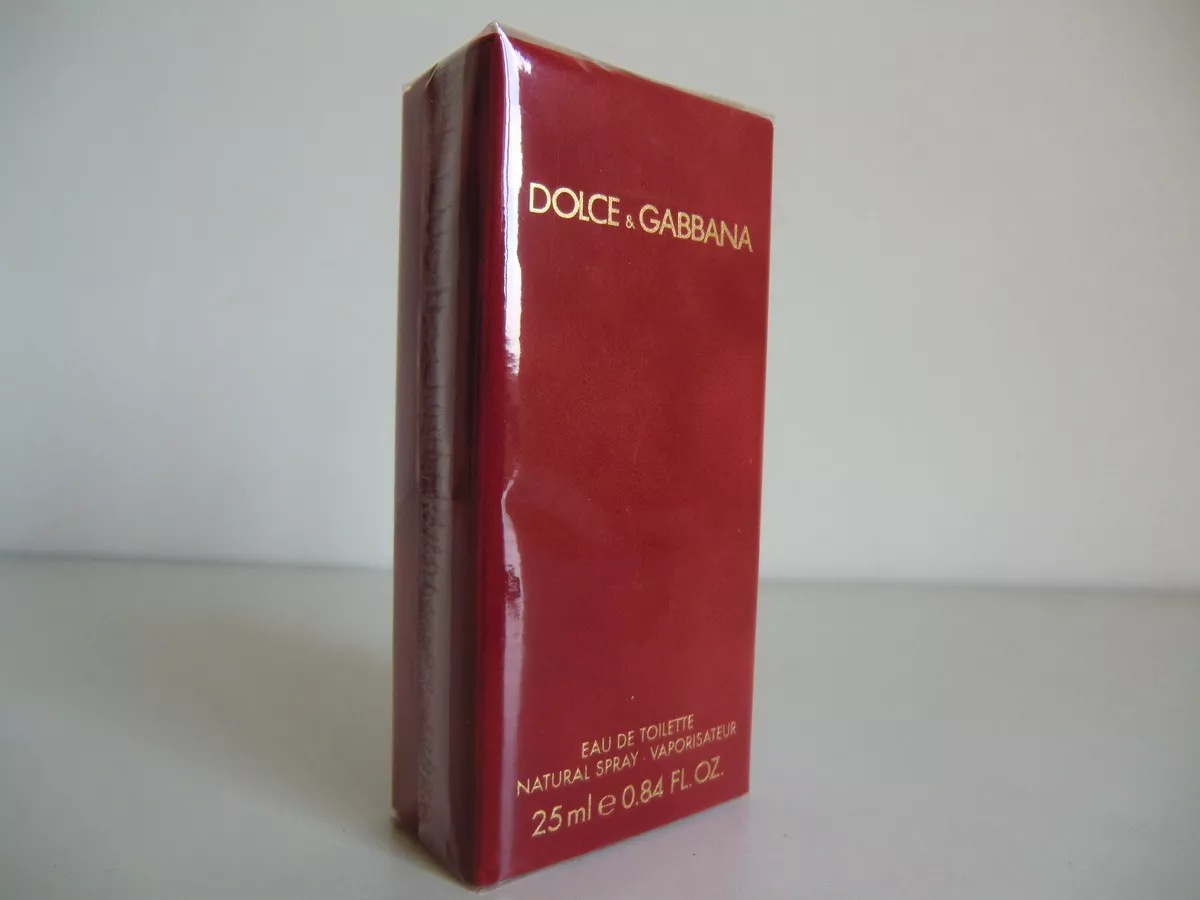 DOLCE & GABBANA
EAU DE TOILETTE
NATURAL SPRAY · VAPORISATEUR
25 ml ℮ 0.84 FL. OZ.